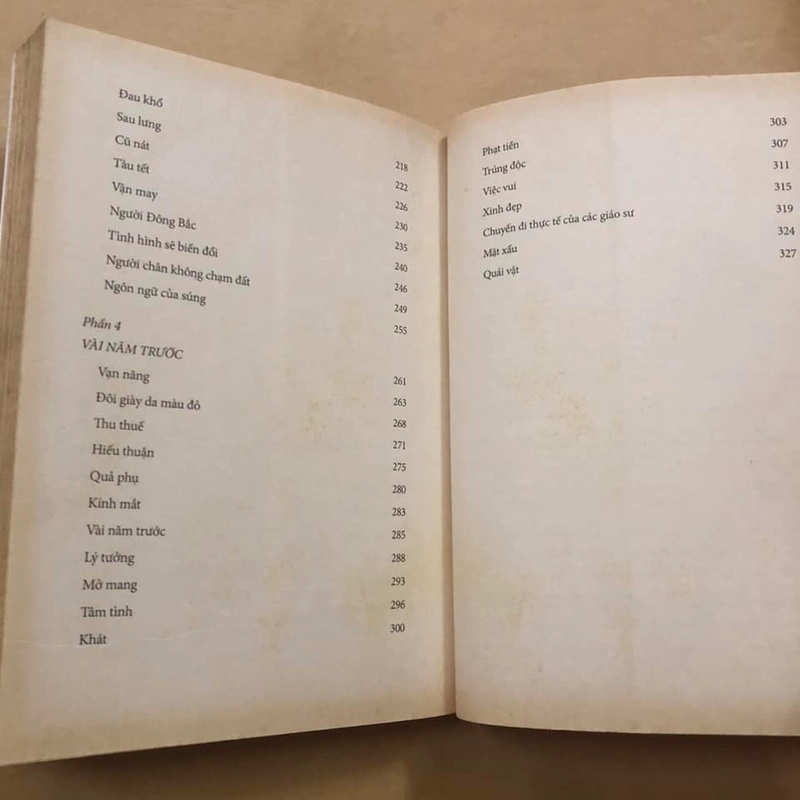 Đau khổ 218
Sau lưng 222
Cũ nát 226
Tàu tết 230
Vận may 235
Người Đông Bắc 240
Tình hình sẽ biến đổi 246
Người chân không chạm đất 249
Ngôn ngữ của súng 255
Phần 4
VÀI NĂM TRƯỚC 261
Vạn năng 263
Đôi giày da màu đỏ 268
Thu thuế 271
Hiếu thuận 275
Quả phụ 280
Kính mắt 283
Vài năm trước 285
Lý tưởng 288
Mở mang 293
Tâm tình 296
Khát 300
Phạt tiền 303
Trúng độc 307
Việc vui 311
Xinh đẹp 315
Chuyến đi thực tế của các giáo sư 319
Mặt xấu 324
Quái vật 327